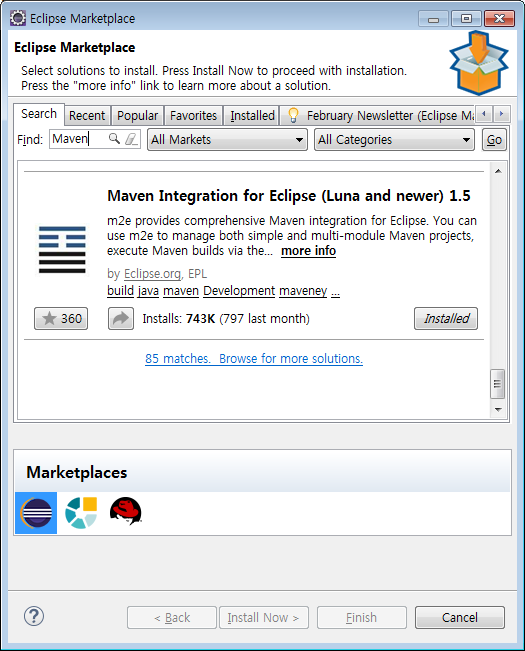 Eclipse Marketplace
Eclipse Marketplace
Select solutions to install. Press Install Now to proceed with installation.
Press the "more info" link to learn more about a solution.
Search Recent Popular Favorites Installed February Newsletter (Eclipse Ma
Find: Maven All Markets All Categories Go
Maven Integration for Eclipse (Luna and newer) 1.5
m2e provides comprehensive Maven integration for Eclipse. You can
use m2e to manage both simple and multi-module Maven projects,
execute Maven builds via the... more info
by Eclipse.org, EPL
build java maven Development maveney ...
360 Installs: 743K (797 last month) Installed
85 matches. Browse for more solutions.
Marketplaces
? < Back Install Now > Finish Cancel